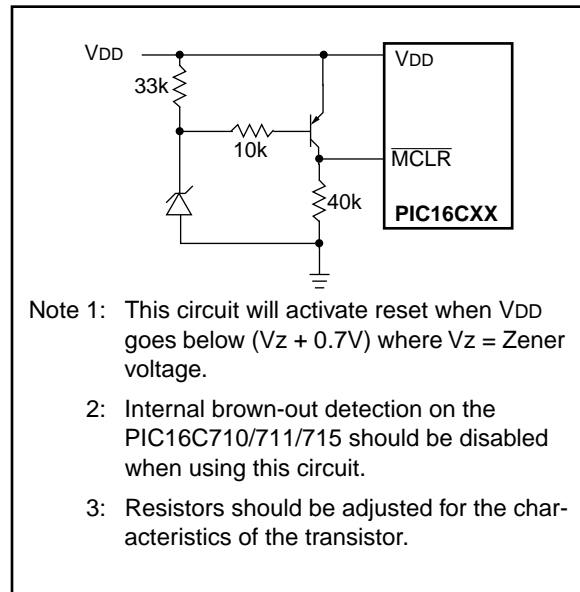 VDD
VDD
33k
10k
MCLR
40k
PIC16CXX
Note 1: This circuit will activate reset when VDD
goes below (Vz + 0.7V) where Vz = Zener
voltage.
2: Internal brown-out detection on the
PIC16C710/711/715 should be disabled
when using this circuit.
3: Resistors should be adjusted for the char-
acteristics of the transistor.